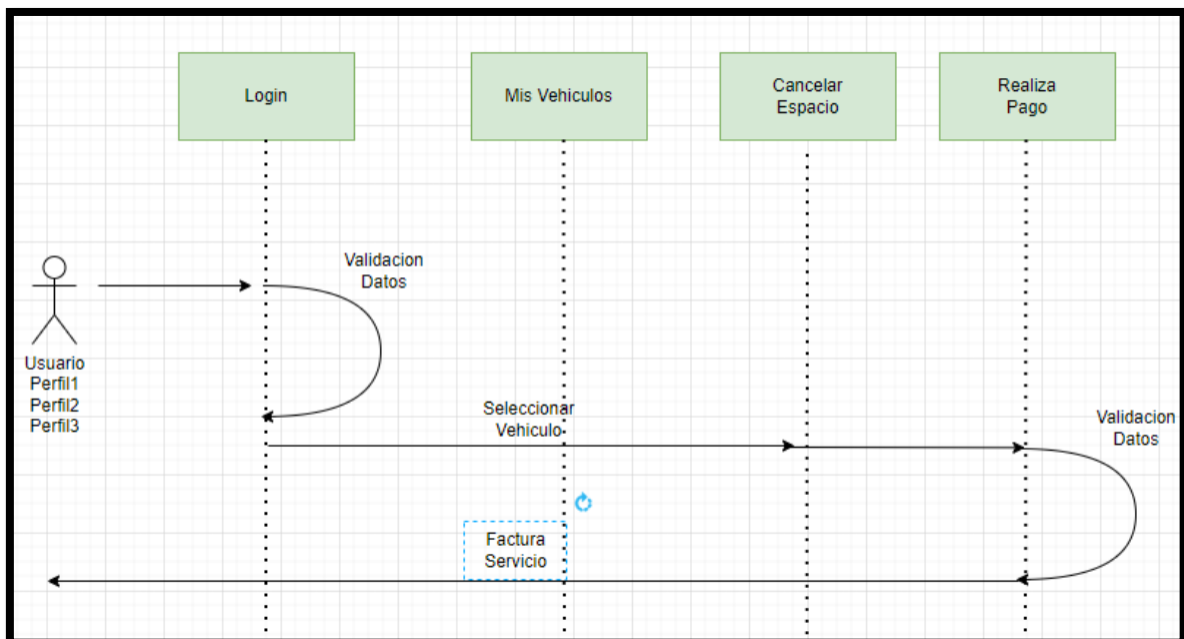 Login
Mis Vehiculos
Cancelar
Espacio
Realiza
Pago
Validacion
Datos
Usuario
Perfil1
Perfil2
Perfil3
Seleccionar
Vehiculo
Validacion
Datos
Factura
Servicio